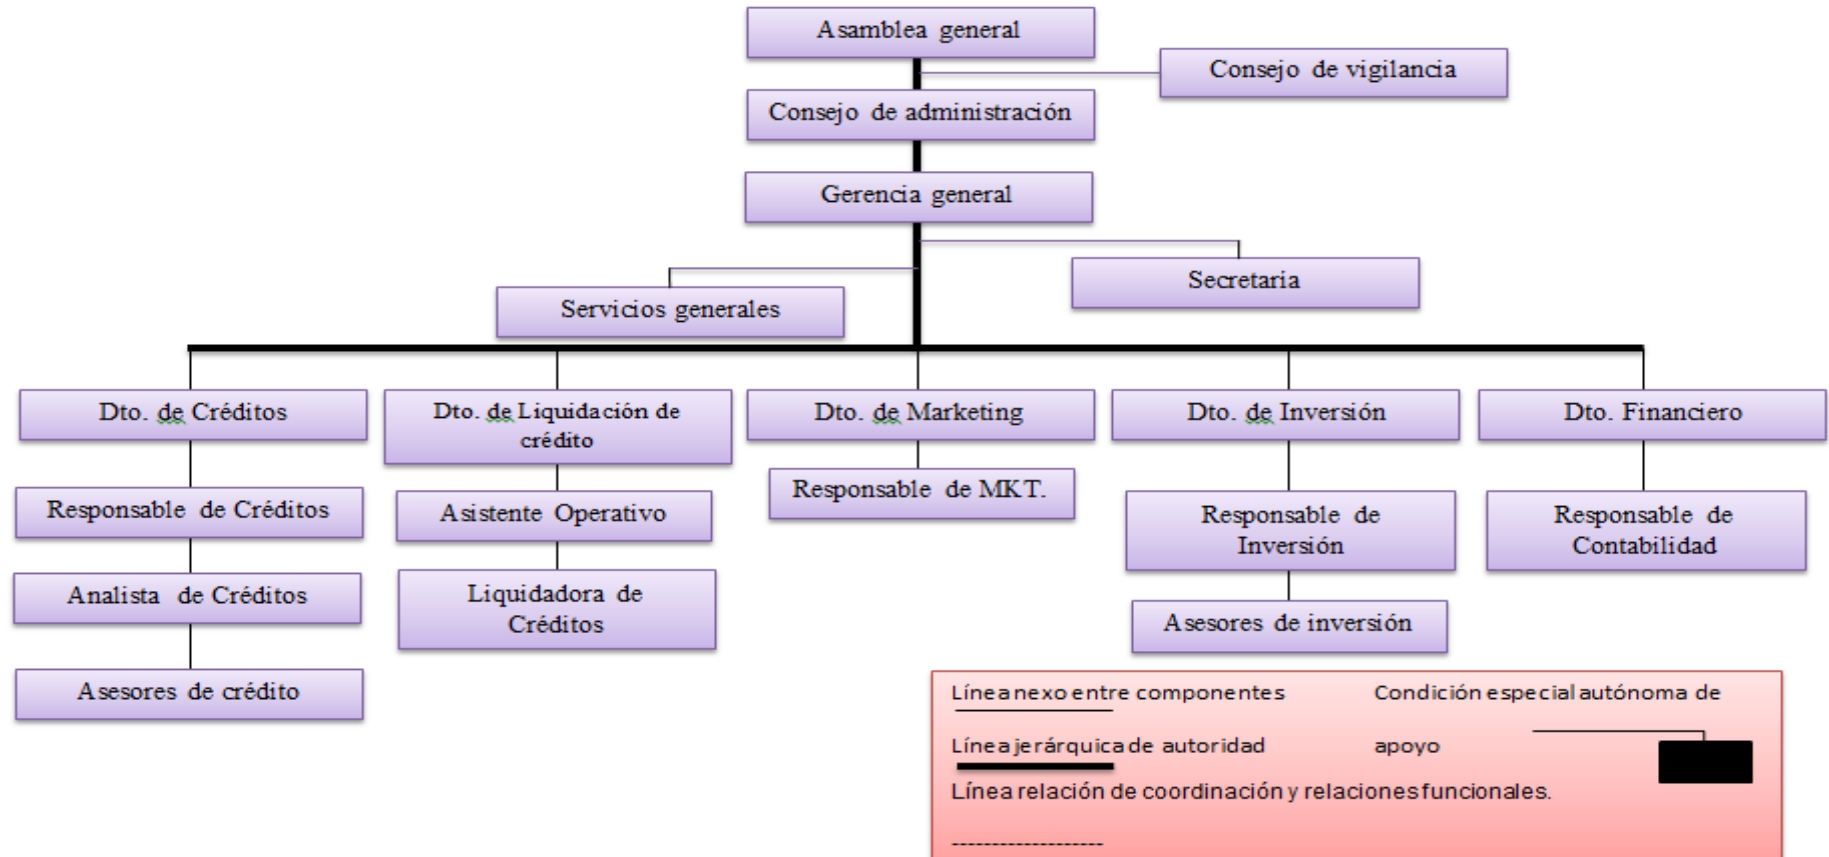 Asamblea general
Consejo de vigilancia
Consejo de administración
Gerencia general
Secretaria
Servicios generales
Dto. de Créditos
Dto. de Liquidación de
crédito
Dto. de Marketing
Dto. de Inversión
Dto. Financiero
Responsable de Créditos
Asistente Operativo
Responsable de MKT.
Responsable de
Inversión
Responsable de
Contabilidad
Analista de Créditos
Liquidadora de
Créditos
Asesores de inversión
Asesores de crédito
Línea nexo entre componentes
Condición especial autónoma de
Línea jerárquica de autoridad
apoyo
Línea relación de coordinación y relaciones funcionales.